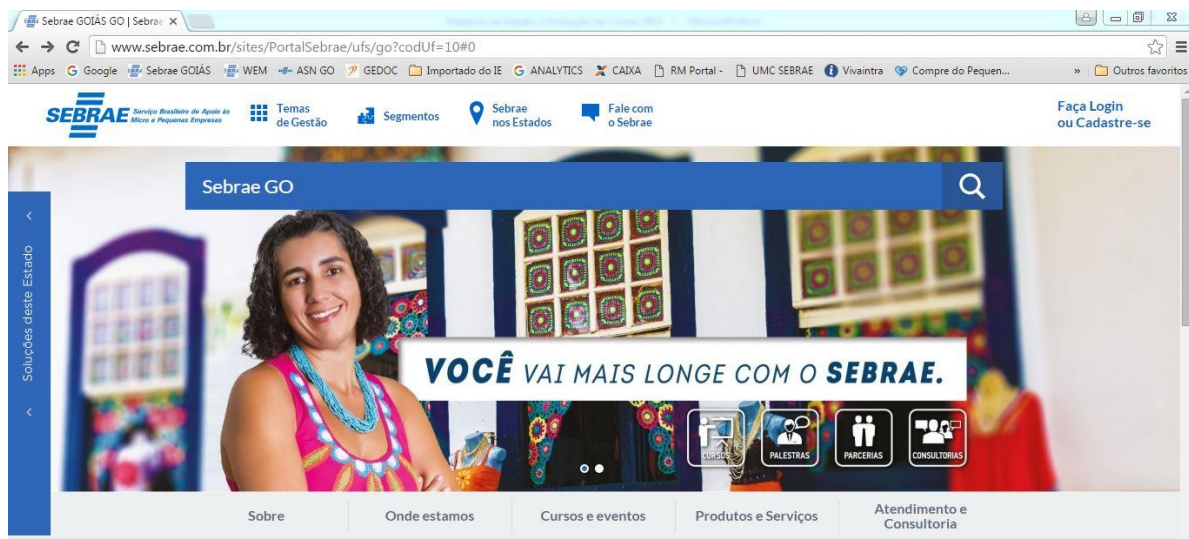 Sebrae GOIÁS GO | Sebrae
www.sebrae.com.br/sites/PortalSebrae/ufs/go?codUf=10#0
Apps Google Sebrae GOIÁS WEM ASN GO GEDOC Importado do IE ANALYTICS CAIXA RM Portal - UMC SEBRAE Vivaintra Compre do Pequen... » Outros favoritos
SEBRAE
Serviço Brasileiro de Apoio às
Micro e Pequenas Empresas
Temas
de Gestão
Segmentos
Sebrae
nos Estados
Fale com
o Sebrae
Faça Login
ou Cadastre-se
Sebrae GO
Soluções deste Estado
VOCÊ VAI MAIS LONGE COM O SEBRAE.
CURSOS PALESTRAS PARCERIAS CONSULTORIAS
Sobre
Onde estamos
Cursos e eventos
Produtos e Serviços
Atendimento e
Consultoria